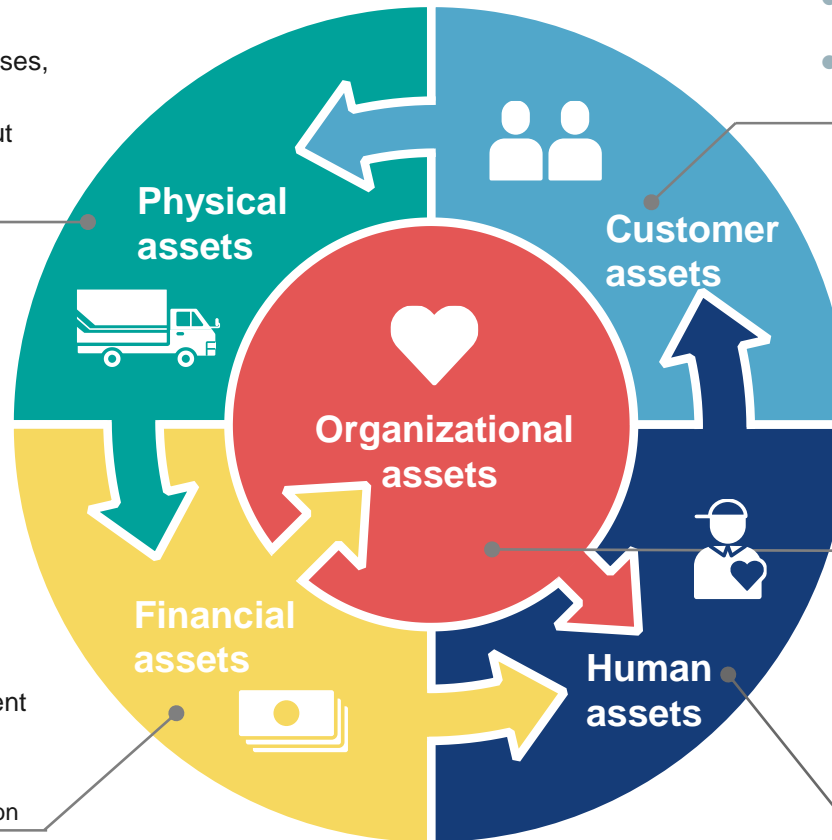 Physical
assets
Customer
assets
Organizational
assets
Financial
assets
Human
assets